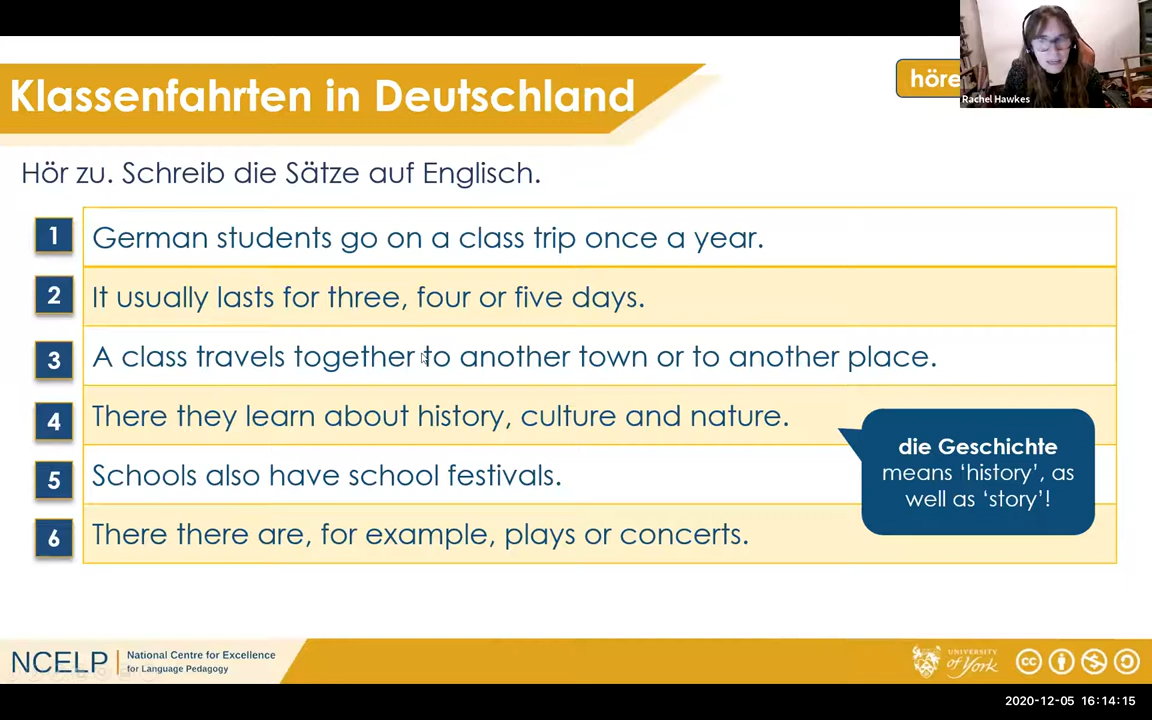 Klassenfahrten in Deutschland
höre
Rachel Hawkes
Hör zu. Schreib die Sätze auf Englisch.
1 German students go on a class trip once a year.
2 It usually lasts for three, four or five days.
3 A class travels together to another town or to another place.
4 There they learn about history, culture and nature.
5 Schools also have school festivals.
6 There there are, for example, plays or concerts.
die Geschichte
means ‘history’, as
well as ‘story’!
NCELP
National Centre for Excellence
for Language Pedagogy
UNIVERSITY
of York
cc
2020-12-05 16:14:15